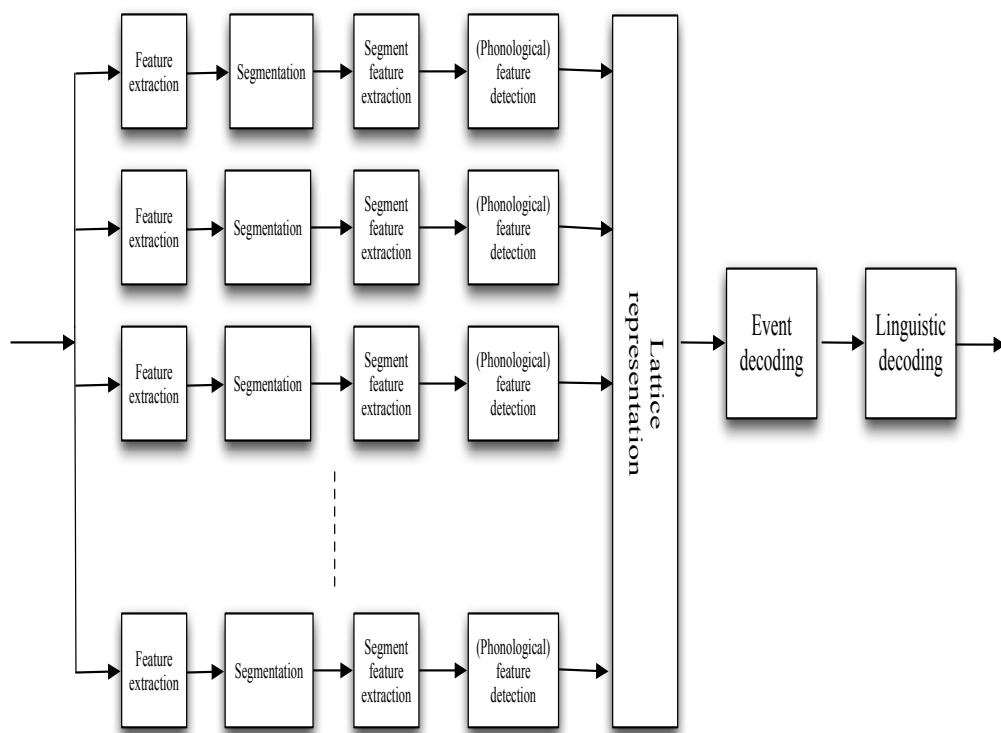 Feature
extraction
Segmentation
Segment
feature
extraction
(Phonological)
feature
detection
Feature
extraction
Segmentation
Segment
feature
extraction
(Phonological)
feature
detection
Feature
extraction
Segmentation
Segment
feature
extraction
(Phonological)
feature
detection
Feature
extraction
Segmentation
Segment
feature
extraction
(Phonological)
feature
detection
Lattice
representation
Event
decoding
Linguistic
decoding